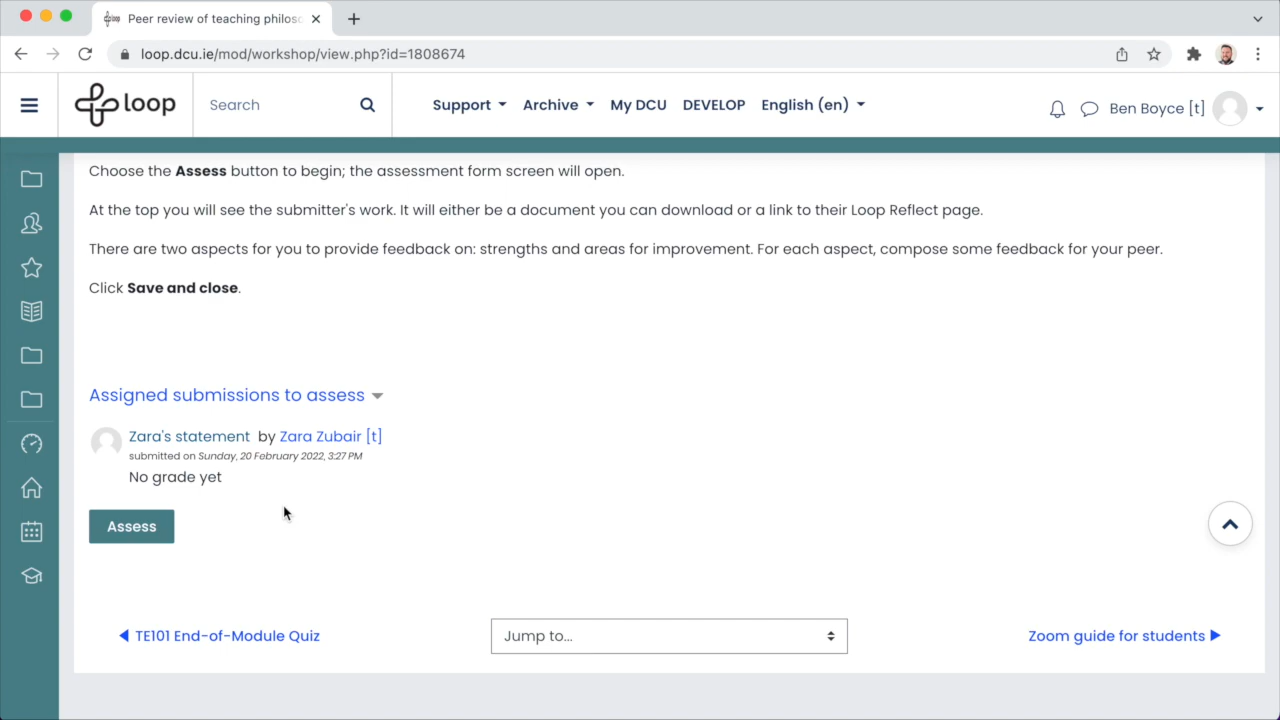 Peer review of teaching philoso
loop.dcu.ie/mod/workshop/view.php?id=1808674
loop
Search
Support
Archive
My DCU
DEVELOP
English (en)
Ben Boyce [t]
Choose the Assess button to begin; the assessment form screen will open.
At the top you will see the submitter's work. It will either be a document you can download or a link to their Loop Reflect page.
There are two aspects for you to provide feedback on: strengths and areas for improvement. For each aspect, compose some feedback for your peer.
Click Save and close.
Assigned submissions to assess
Zara's statement by Zara Zubair [t]
submitted on Sunday, 20 February 2022, 3:27 PM
No grade yet
Assess
TE101 End-of-Module Quiz
Jump to...
Zoom guide for students